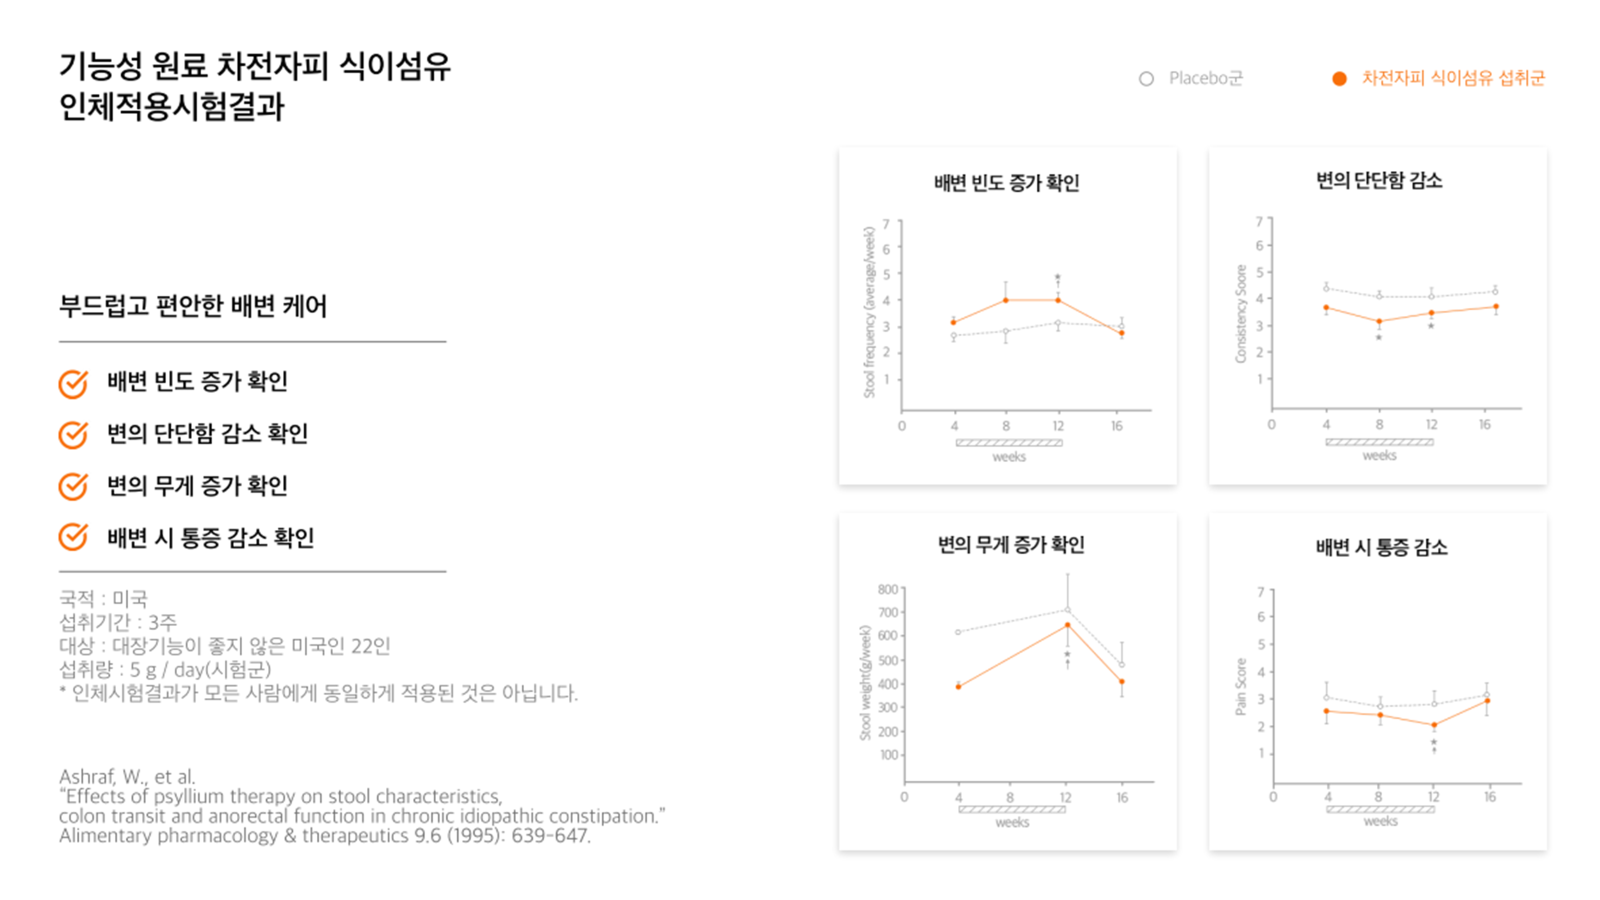 기능성 원료 차전자피 식이섬유
인체적용시험결과
Placebo군
차전자피 식이섬유 섭취군
부드럽고 편안한 배변 케어
배변 빈도 증가 확인
변의 단단함 감소 확인
변의 무게 증가 확인
배변 시 통증 감소 확인
국적 : 미국
섭취기간 : 3주
대상 : 대장기능이 좋지 않은 미국인 22인
섭취량 : 5 g / day(시험군)
* 인체시험결과가 모든 사람에게 동일하게 적용된 것은 아닙니다.
Ashraf, W., et al.
“Effects of psyllium therapy on stool characteristics,
colon transit and anorectal function in chronic idiopathic constipation.”
Alimentary pharmacology & therapeutics 9.6 (1995): 639-647.
배변 빈도 증가 확인
Stool frequency (average/week)
7
6
5
4
3
2
1
*
0 4 8 12 16
weeks
변의 단단함 감소
Consistency Soore
7
6
5
4
3
2
1
*
*
0 4 8 12 16
weeks
변의 무게 증가 확인
Stool weight(g/week)
800
700
600
500
400
300
200
100
*
0 4 8 12 16
weeks
배변 시 통증 감소
Pain Score
7
6
5
4
3
2
1
*
0 4 8 12 16
weeks